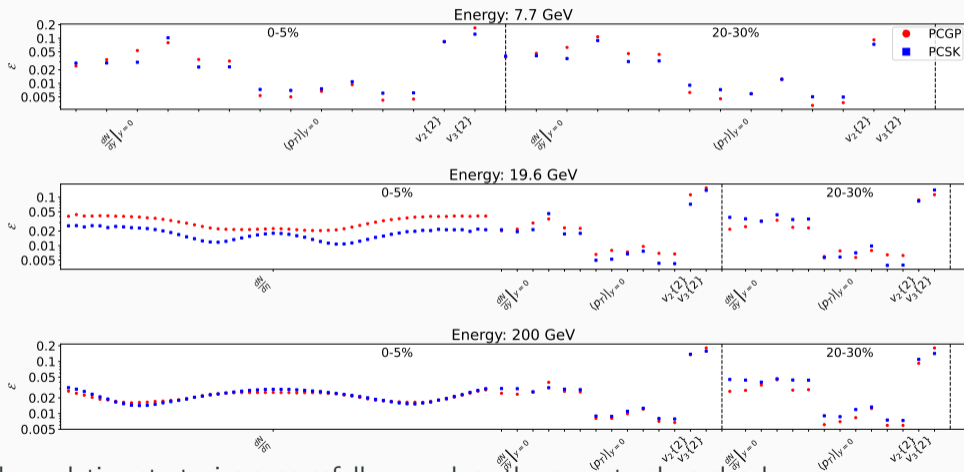 Energy: 7.7 GeV
0-5%
20-30%
PCGP
PCSK
ε
0.2
0.1
0.05
0.02
0.01
0.005
dN/dy|y=0
⟨pT⟩|y=0
v2{2}
v3{2}
dN/dy|y=0
⟨pT⟩|y=0
v2{2}
v3{2}
Energy: 19.6 GeV
0-5%
20-30%
ε
0.1
0.05
0.02
0.01
0.005
dN/dη
dN/dy|y=0
⟨pT⟩|y=0
v2{2}
v3{2}
dN/dy|y=0
⟨pT⟩|y=0
v2{2}
v3{2}
Energy: 200 GeV
0-5%
20-30%
ε
0.2
0.1
0.05
0.02
0.01
0.005
dN/dη
dN/dy|y=0
⟨pT⟩|y=0
v2{2}
v3{2}
dN/dy|y=0
⟨pT⟩|y=0
v2{2}
v3{2}